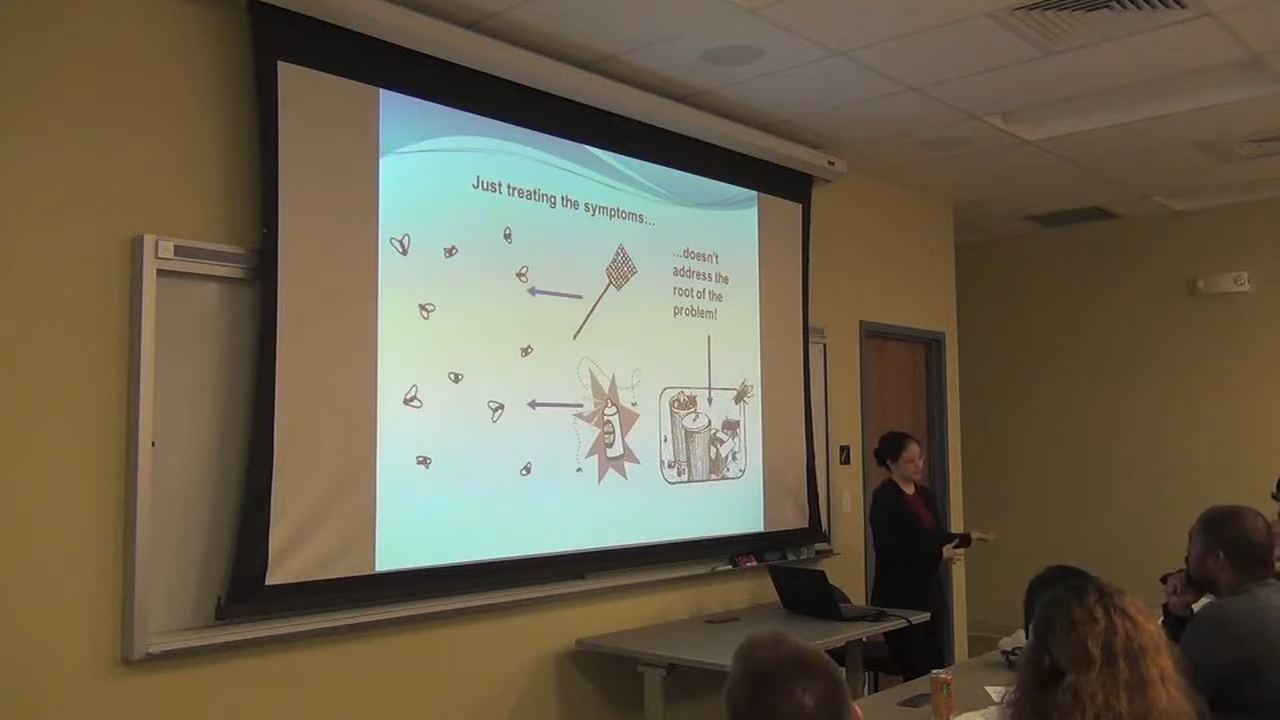 Just treating the symptoms...
...doesn't
address the
root of the
problem!